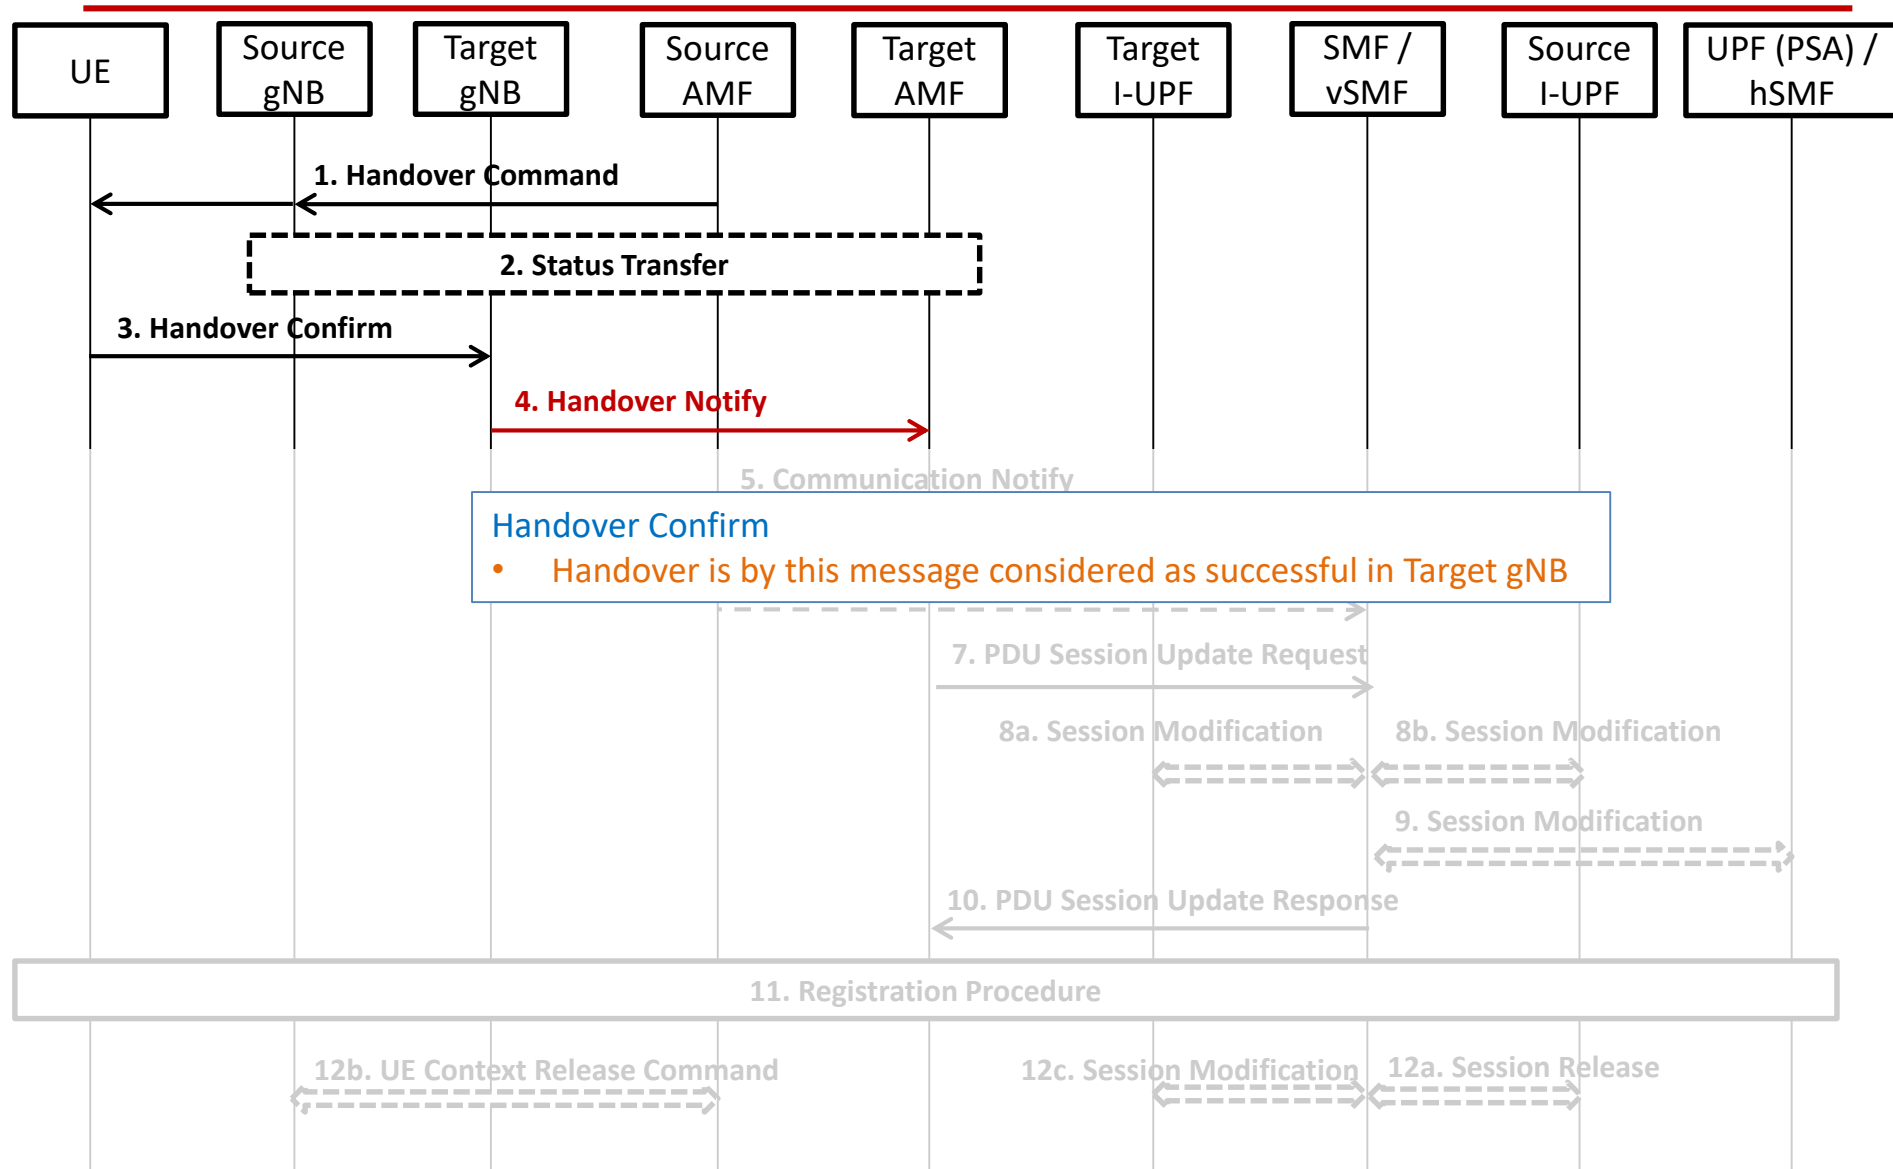 UE
Source
gNB
Target
gNB
Source
AMF
Target
AMF
Target
I-UPF
SMF /
vSMF
Source
I-UPF
UPF (PSA) /
hSMF
1. Handover Command
2. Status Transfer
3. Handover Confirm
4. Handover Notify
5. Communication Notify
Handover Confirm
• Handover is by this message considered as successful in Target gNB
7. PDU Session Update Request
8a. Session Modification
8b. Session Modification
9. Session Modification
10. PDU Session Update Response
11. Registration Procedure
12b. UE Context Release Command
12c. Session Modification
12a. Session Release